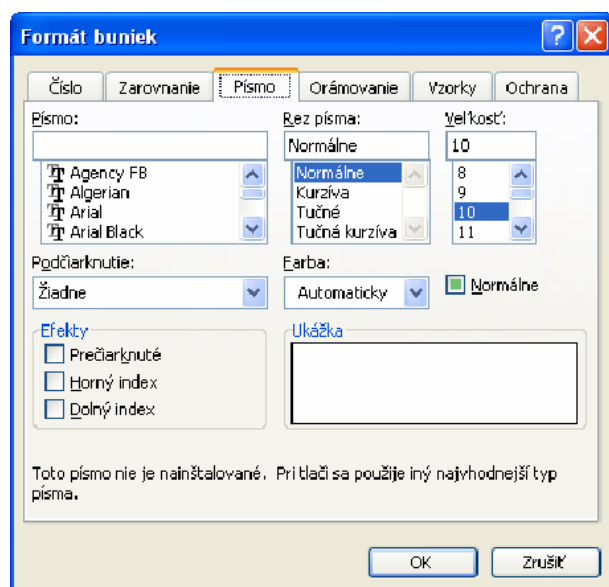 Formát buniek
Číslo Zarovnanie Písmo Orámovanie Vzorky Ochrana
Písmo: Rez písma: Veľkosť:
Normálne 10
Agency FB Normálne 8
Algerian Kurzíva 9
Arial Tučné 10
Arial Black Tučná kurzíva 11
Podčiarknutie: Farba:
Žiadne Automaticky Normálne
Efekty Ukážka
Prečiarknuté
Horný index
Dolný index
Toto písmo nie je nainštalované. Pri tlači sa použije iný najvhodnejší typ
písma.
OK Zrušiť